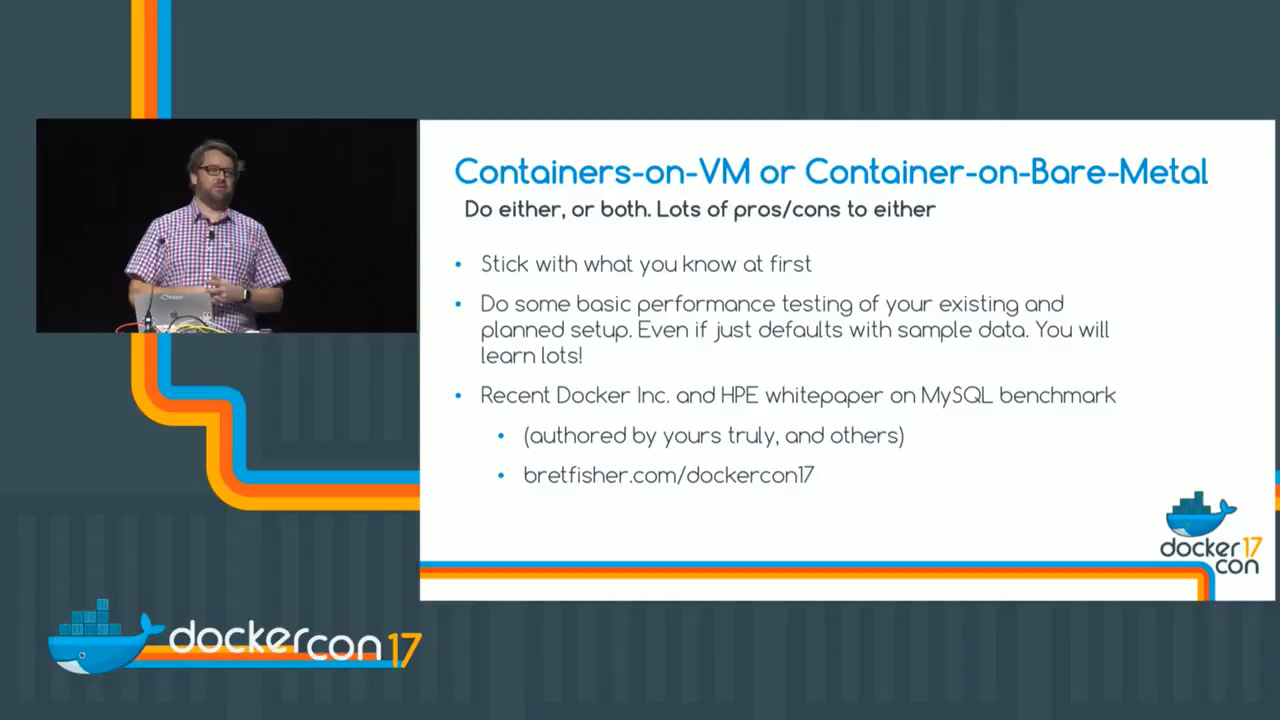 Containers-on-VM or Container-on-Bare-Metal
Do either, or both. Lots of pros/cons to either
• Stick with what you know at first
• Do some basic performance testing of your existing and
planned setup. Even if just defaults with sample data. You will
learn lots!
• Recent Docker Inc. and HPE whitepaper on MySQL benchmark
• (authored by yours truly, and others)
• bretfisher.com/dockercon17
docker 17
con
dockercon 17